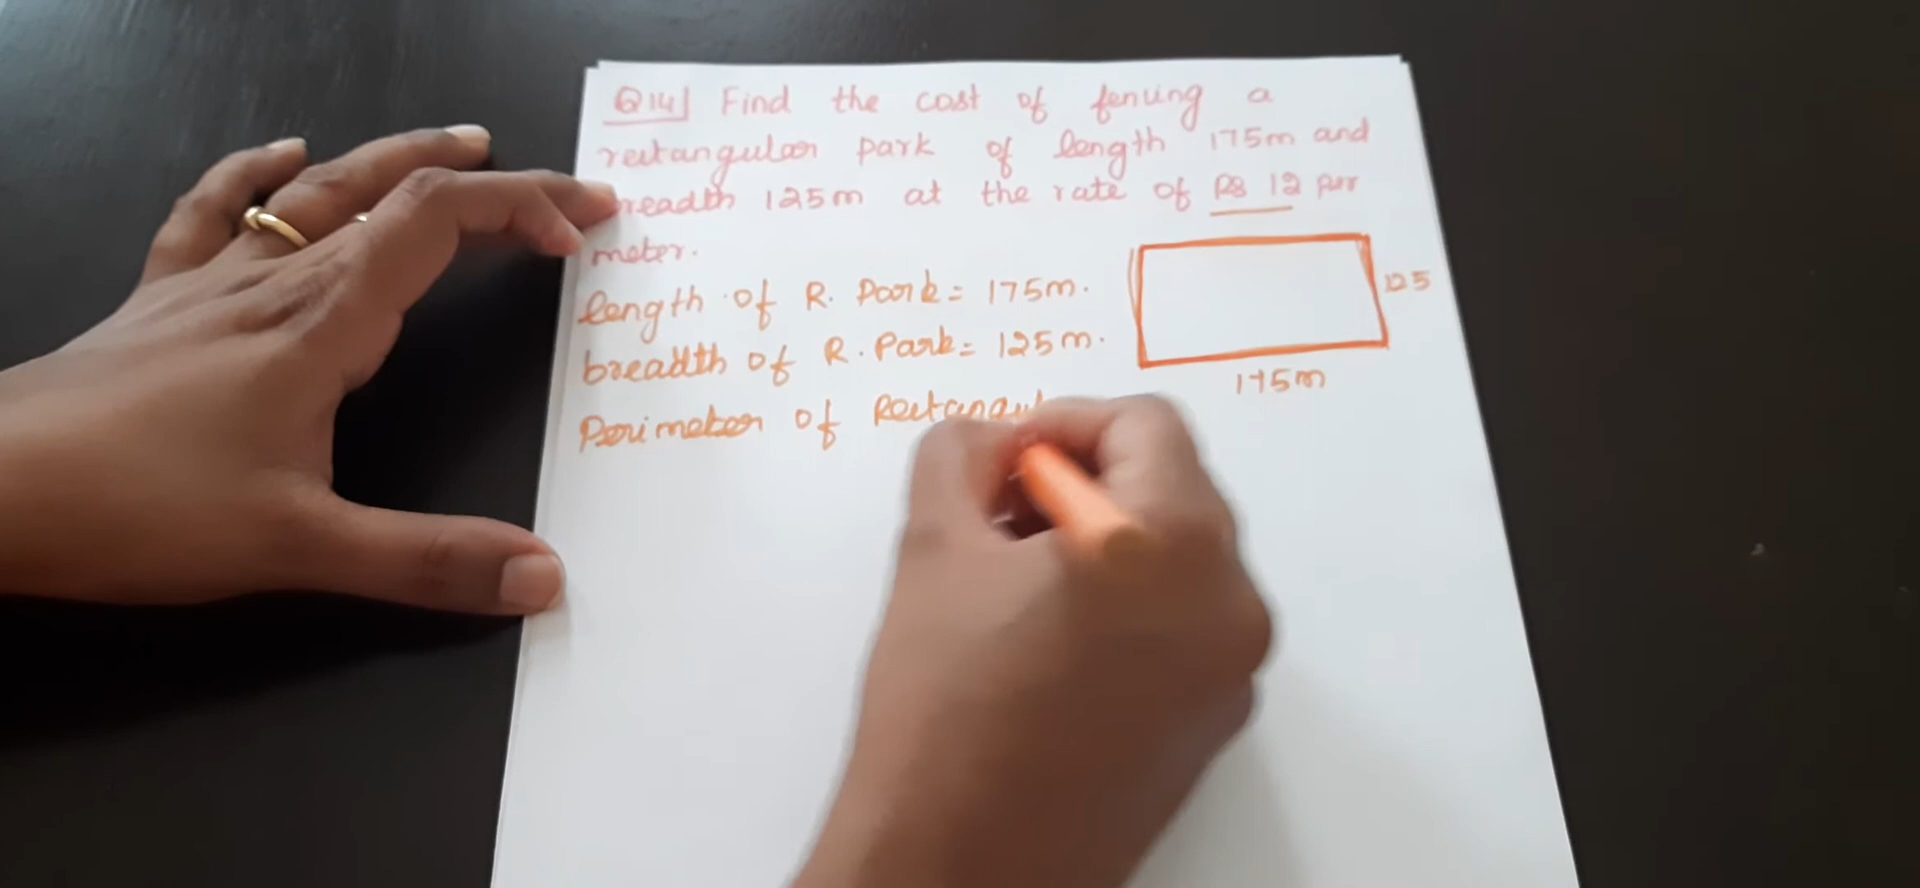 Q14] Find the cost of fencing a
rectangular park of length 175m and
breadth 125m at the rate of Rs 12 per
meter.
length of R. Park = 175m.
breadth of R. Park = 125m.
Perimeter of Rectangul
125
175m